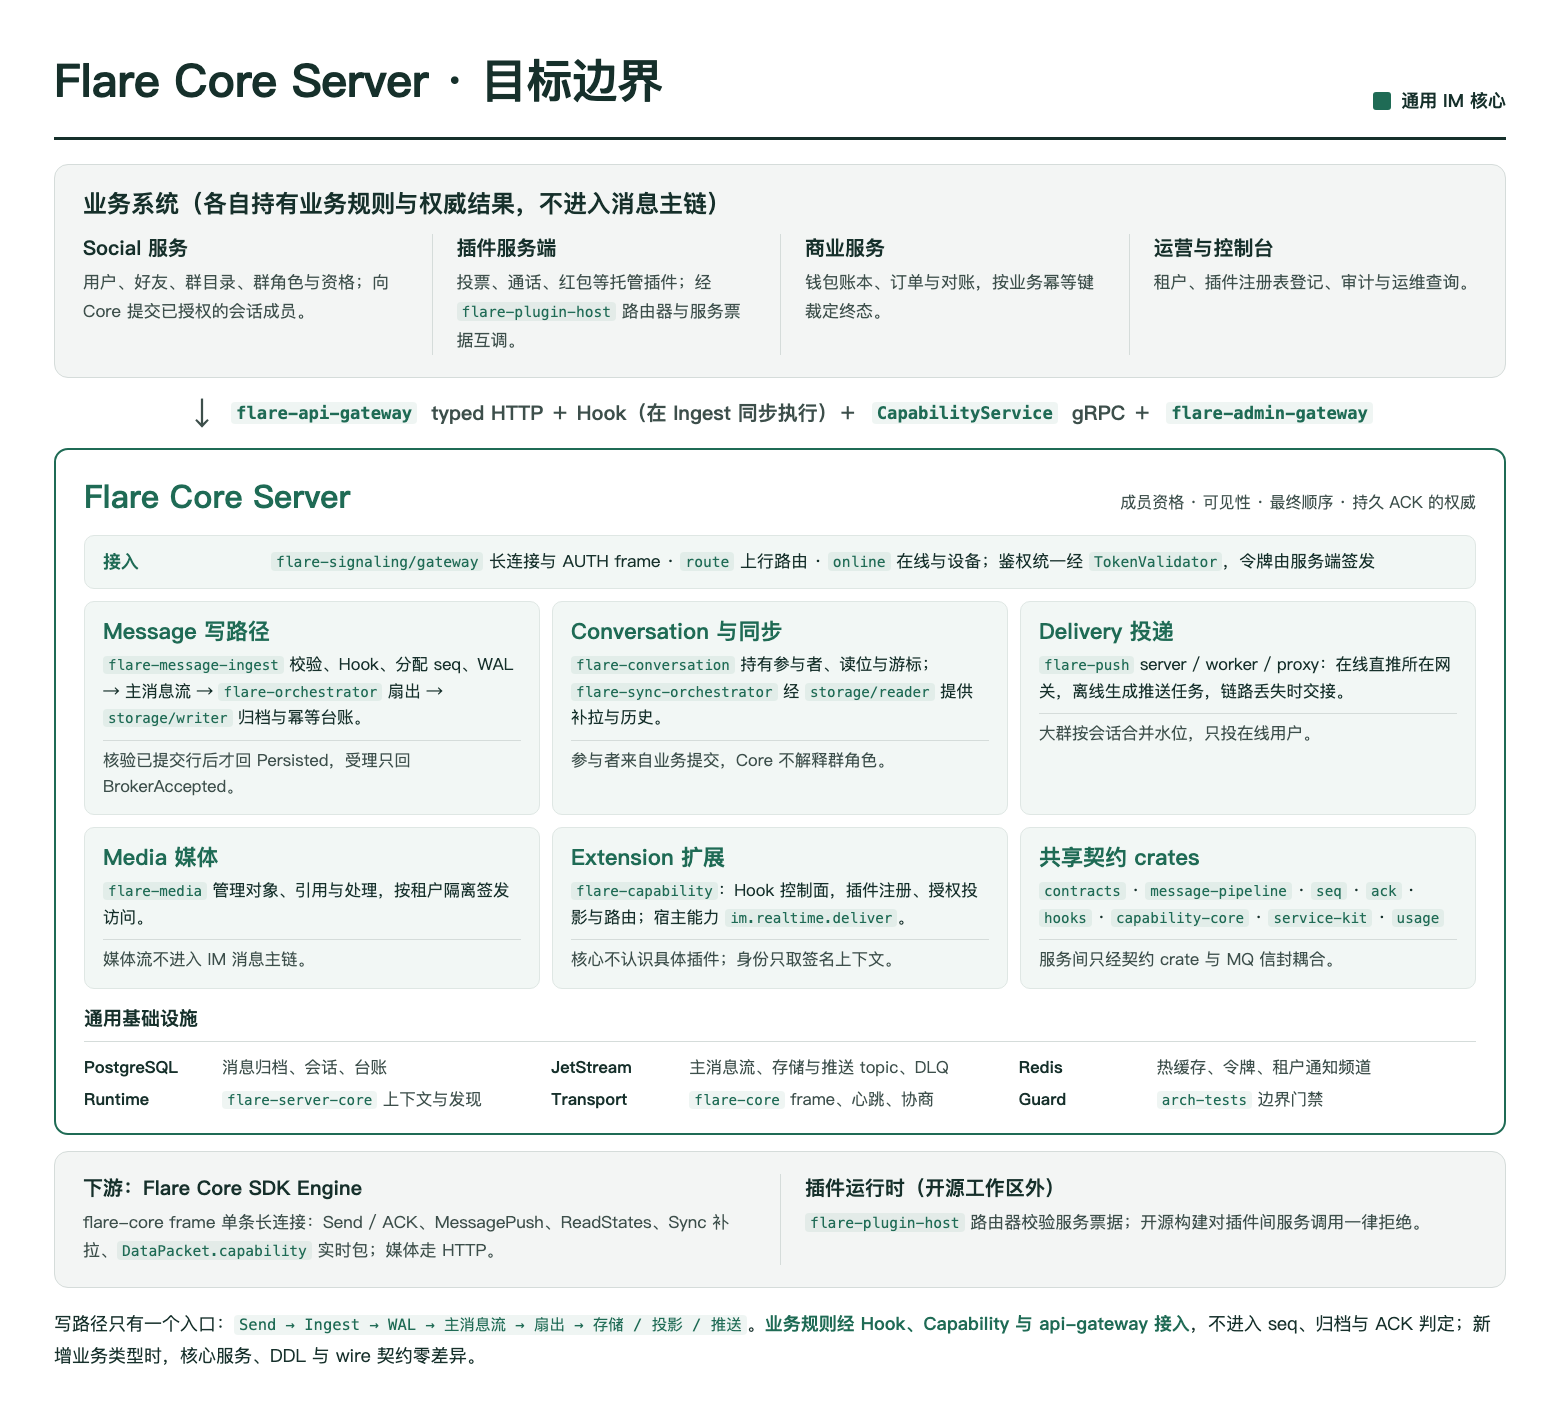 Flare Core Server · 目标边界
通用 IM 核心
业务系统（各自持有业务规则与权威结果，不进入消息主链）
Social 服务
用户、好友、群目录、群角色与资格；向
Core 提交已授权的会话成员。
插件服务端
投票、通话、红包等托管插件；经
flare-plugin-host 路由器与服务票
据互调。
商业服务
钱包账本、订单与对账，按业务幂等键
裁定终态。
运营与控制台
租户、插件注册表登记、审计与运维查询。
↓ flare-api-gateway typed HTTP + Hook（在 Ingest 同步执行）+ CapabilityService gRPC + flare-admin-gateway
Flare Core Server
成员资格 · 可见性 · 最终顺序 · 持久 ACK 的权威
接入
flare-signaling/gateway 长连接与 AUTH frame · route 上行路由 · online 在线与设备；鉴权统一经 TokenValidator，令牌由服务端签发
Message 写路径
flare-message-ingest 校验、Hook、分配 seq、WAL
→ 主消息流 → flare-orchestrator 扇出 →
storage/writer 归档与幂等台账。
核验已提交行后才回 Persisted，受理只回
BrokerAccepted。
Conversation 与同步
flare-conversation 持有参与者、读位与游标；
flare-sync-orchestrator 经 storage/reader 提供
补拉与历史。
参与者来自业务提交，Core 不解释群角色。
Delivery 投递
flare-push server / worker / proxy：在线直推所在网
关，离线生成推送任务，链路丢失时交接。
大群按会话合并水位，只投在线用户。
Media 媒体
flare-media 管理对象、引用与处理，按租户隔离签发
访问。
媒体流不进入 IM 消息主链。
Extension 扩展
flare-capability：Hook 控制面，插件注册、授权投
影与路由；宿主能力 im.realtime.deliver。
核心不认识具体插件；身份只取签名上下文。
共享契约 crates
contracts · message-pipeline · seq · ack ·
hooks · capability-core · service-kit · usage
服务间只经契约 crate 与 MQ 信封耦合。
通用基础设施
PostgreSQL 消息归档、会话、台账
JetStream 主消息流、存储与推送 topic、DLQ
Redis 热缓存、令牌、租户通知频道
Runtime flare-server-core 上下文与发现
Transport flare-core frame、心跳、协商
Guard arch-tests 边界门禁
下游：Flare Core SDK Engine
flare-core frame 单条长连接：Send / ACK、MessagePush、ReadStates、Sync 补
拉、DataPacket.capability 实时包；媒体走 HTTP。
插件运行时（开源工作区外）
flare-plugin-host 路由器校验服务票据；开源构建对插件间服务调用一律拒绝。
写路径只有一个入口：Send → Ingest → WAL → 主消息流 → 扇出 → 存储 / 投影 / 推送。业务规则经 Hook、Capability 与 api-gateway 接入，不进入 seq、归档与 ACK 判定；新
增业务类型时，核心服务、DDL 与 wire 契约零差异。